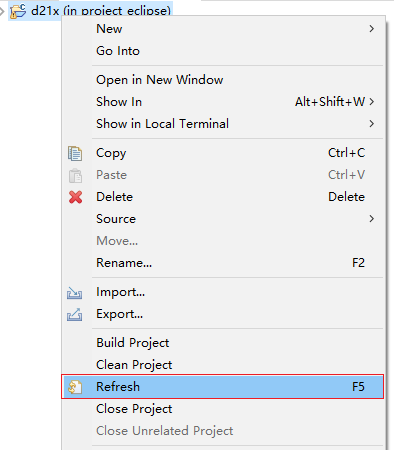 d21x (in project eclipse)
New
Go Into
Open in New Window
Show In Alt+Shift+W
Show in Local Terminal
Copy Ctrl+C
Paste Ctrl+V
Delete Delete
Source
Move...
Rename... F2
Import...
Export...
Build Project
Clean Project
Refresh F5
Close Project
Close Unrelated Project